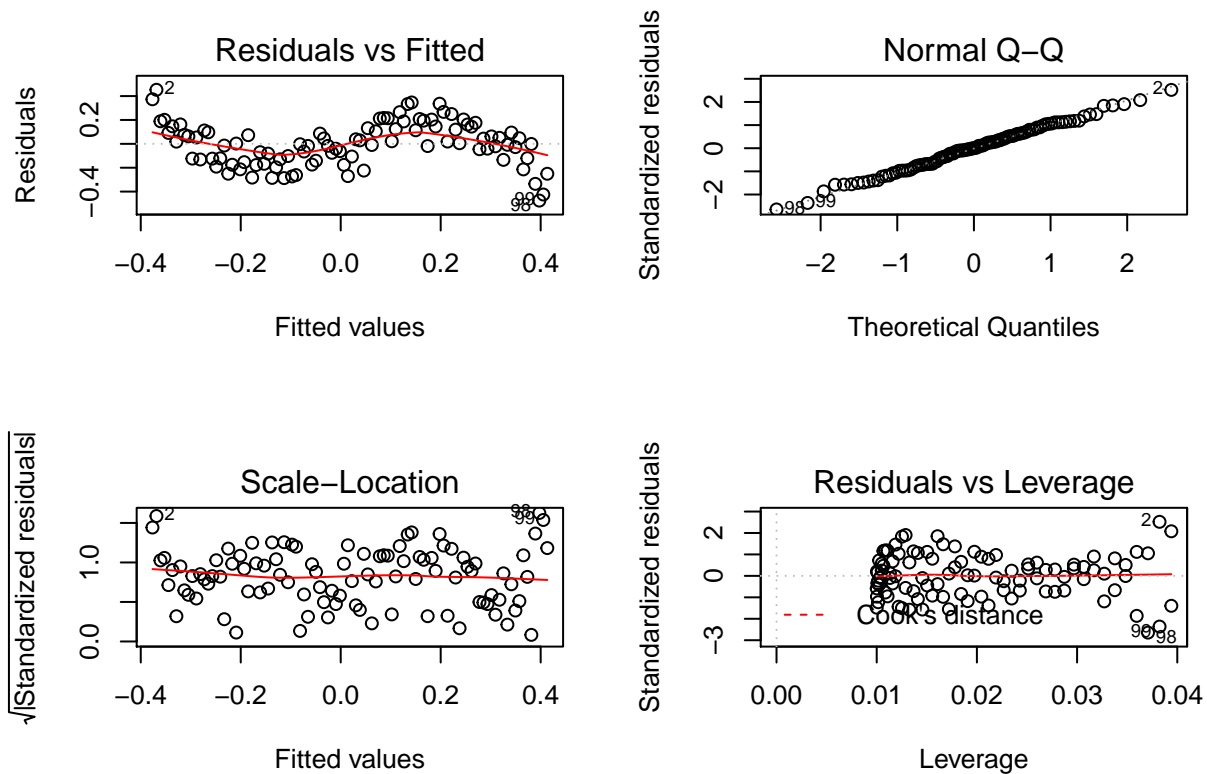 Residuals vs Fitted
Residuals
0.2
−0.4
2
99
98
−0.4 −0.2 0.0 0.2 0.4
Fitted values
Normal Q−Q
Standardized residuals
2
0
−2
2
99
98
−2 −1 0 1 2
Theoretical Quantiles
Scale−Location
√|Standardized residuals|
1.0
0.0
2
98
99
−0.4 −0.2 0.0 0.2 0.4
Fitted values
Residuals vs Leverage
Standardized residuals
2
0
−3
2
Cook's distance
99
98
0.00 0.01 0.02 0.03 0.04
Leverage